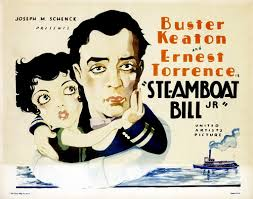 JOSEPH M. SCHENCK
PRESENTS
BUSTER
KEATON
AND
ERNEST
TORRENCE
IN
"STEAMBOAT
BILL JR"
UNITED
ARTISTS
PICTURE